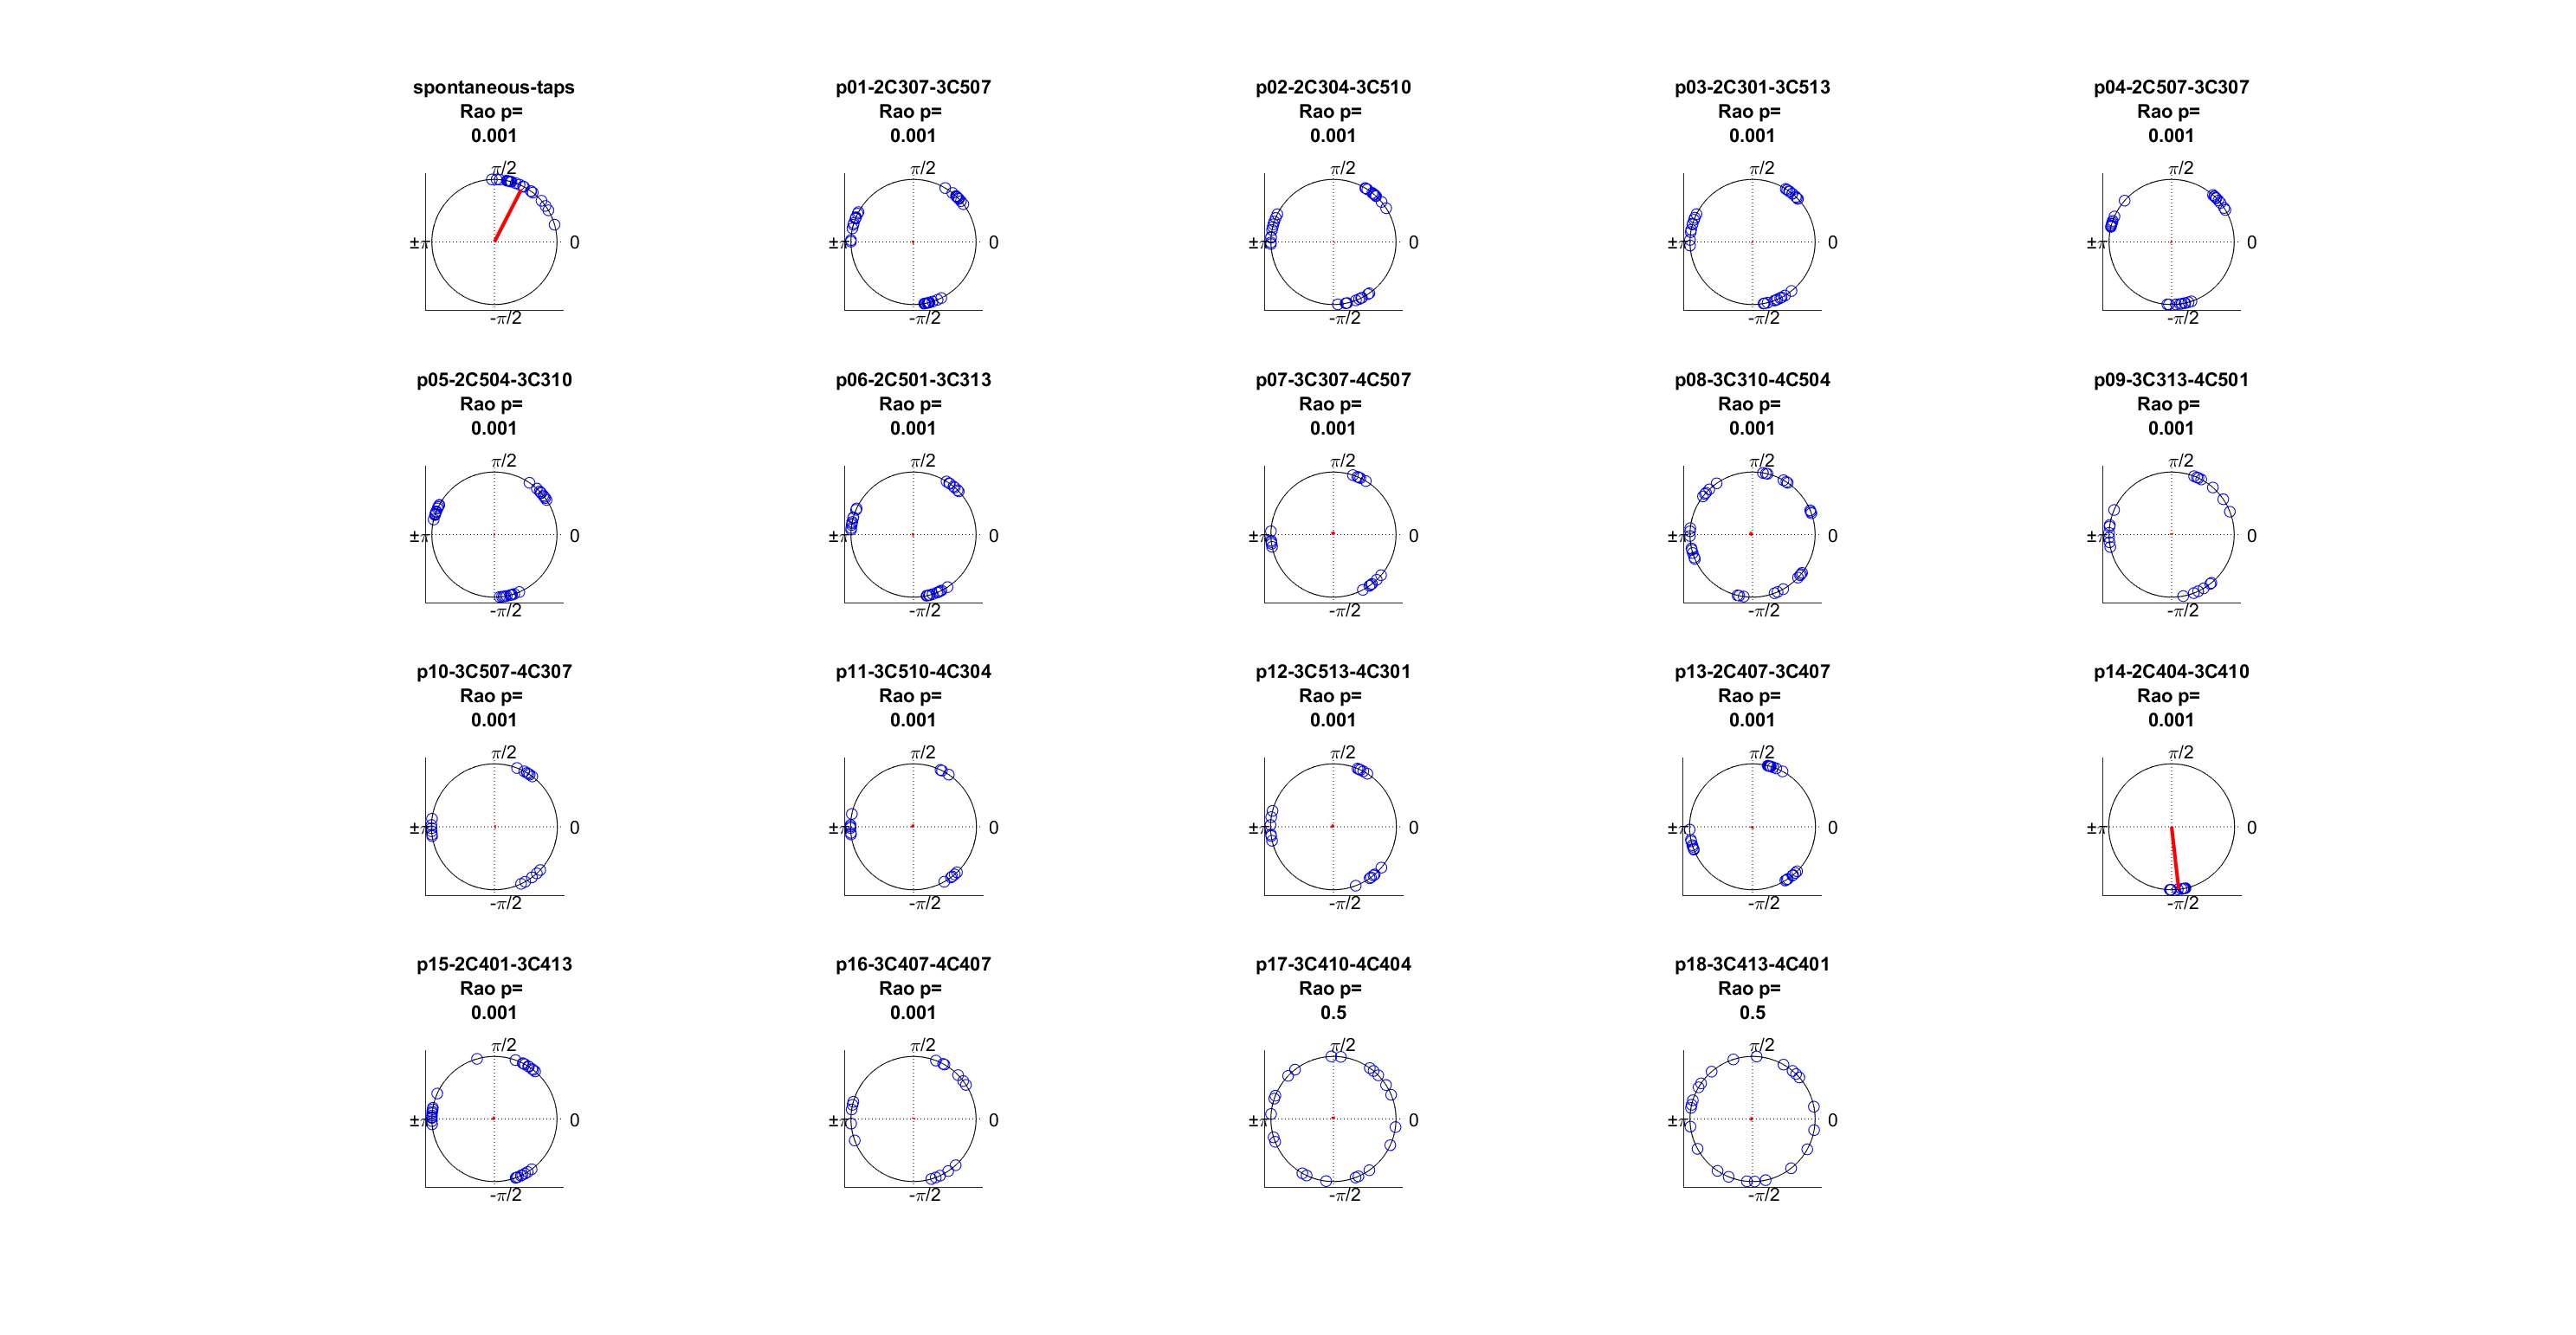 spontaneous-taps
Rao p=
0.001
π/2
±π
0
-π/2
p01-2C307-3C507
Rao p=
0.001
π/2
±π
0
-π/2
p02-2C304-3C510
Rao p=
0.001
π/2
±π
0
-π/2
p03-2C301-3C513
Rao p=
0.001
π/2
±π
0
-π/2
p04-2C507-3C307
Rao p=
0.001
π/2
±π
0
-π/2
p05-2C504-3C310
Rao p=
0.001
π/2
±π
0
-π/2
p06-2C501-3C313
Rao p=
0.001
π/2
±π
0
-π/2
p07-3C307-4C507
Rao p=
0.001
π/2
±π
0
-π/2
p08-3C310-4C504
Rao p=
0.001
π/2
±π
0
-π/2
p09-3C313-4C501
Rao p=
0.001
π/2
±π
0
-π/2
p10-3C507-4C307
Rao p=
0.001
π/2
±π
0
-π/2
p11-3C510-4C304
Rao p=
0.001
π/2
±π
0
-π/2
p12-3C513-4C301
Rao p=
0.001
π/2
±π
0
-π/2
p13-2C407-3C407
Rao p=
0.001
π/2
±π
0
-π/2
p14-2C404-3C410
Rao p=
0.001
π/2
±π
0
-π/2
p15-2C401-3C413
Rao p=
0.001
π/2
±π
0
-π/2
p16-3C407-4C407
Rao p=
0.001
π/2
±π
0
-π/2
p17-3C410-4C404
Rao p=
0.5
π/2
±π
0
-π/2
p18-3C413-4C401
Rao p=
0.5
π/2
±π
0
-π/2